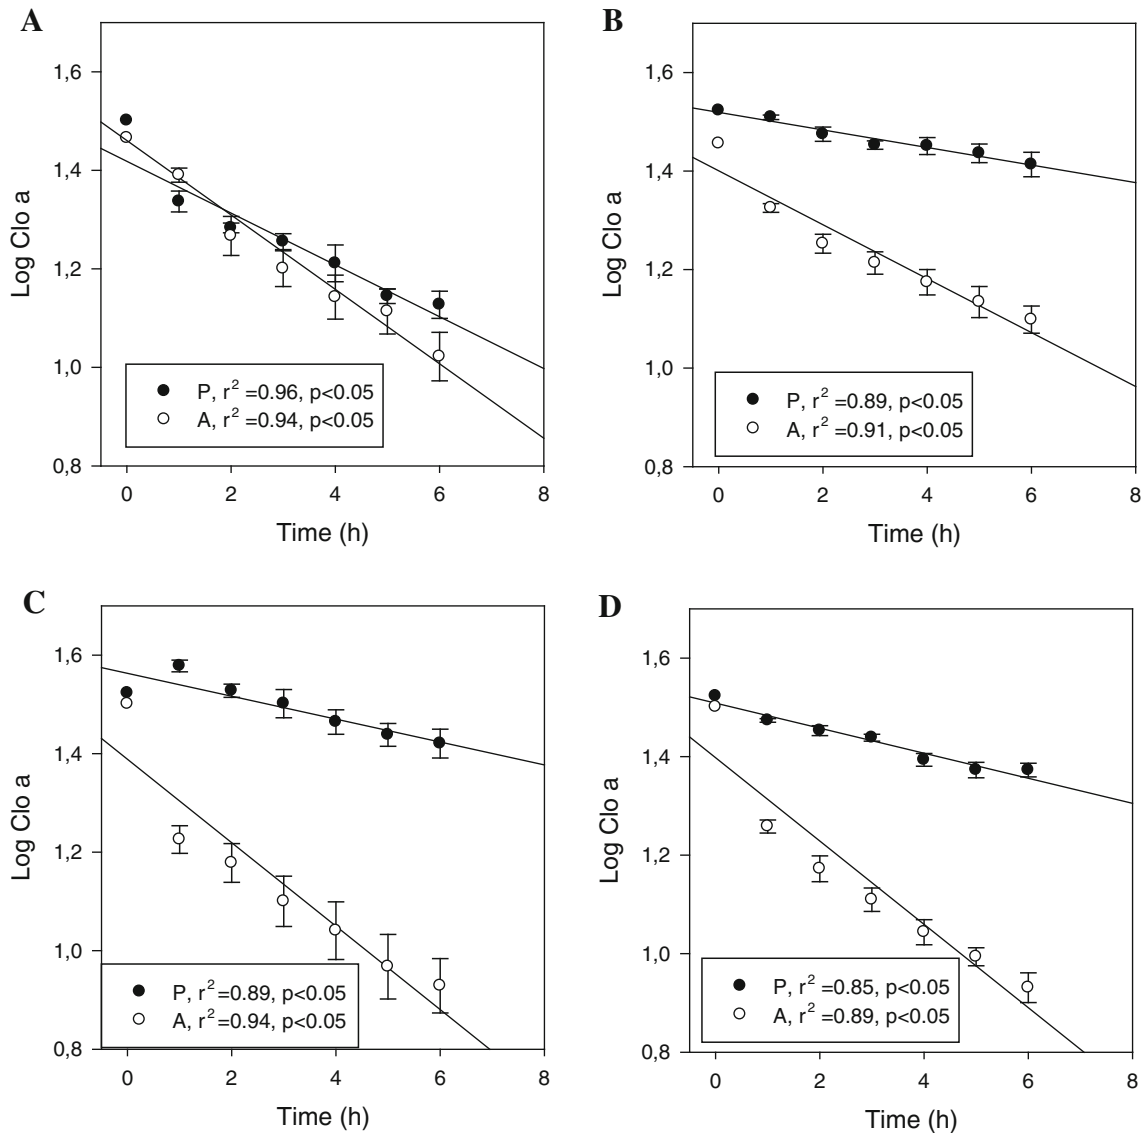 A
Log Clo a
1,6
1,4
1,2
1,0
0,8
P, r² =0.96, p<0.05
A, r² =0.94, p<0.05
0 2 4 6 8
Time (h)
B
Log Clo a
1,6
1,4
1,2
1,0
0,8
P, r² =0.89, p<0.05
A, r² =0.91, p<0.05
0 2 4 6 8
Time (h)
C
Log Clo a
1,6
1,4
1,2
1,0
0,8
P, r² =0.89, p<0.05
A, r² =0.94, p<0.05
0 2 4 6 8
Time (h)
D
Log Clo a
1,6
1,4
1,2
1,0
0,8
P, r² =0.85, p<0.05
A, r² =0.89, p<0.05
0 2 4 6 8
Time (h)